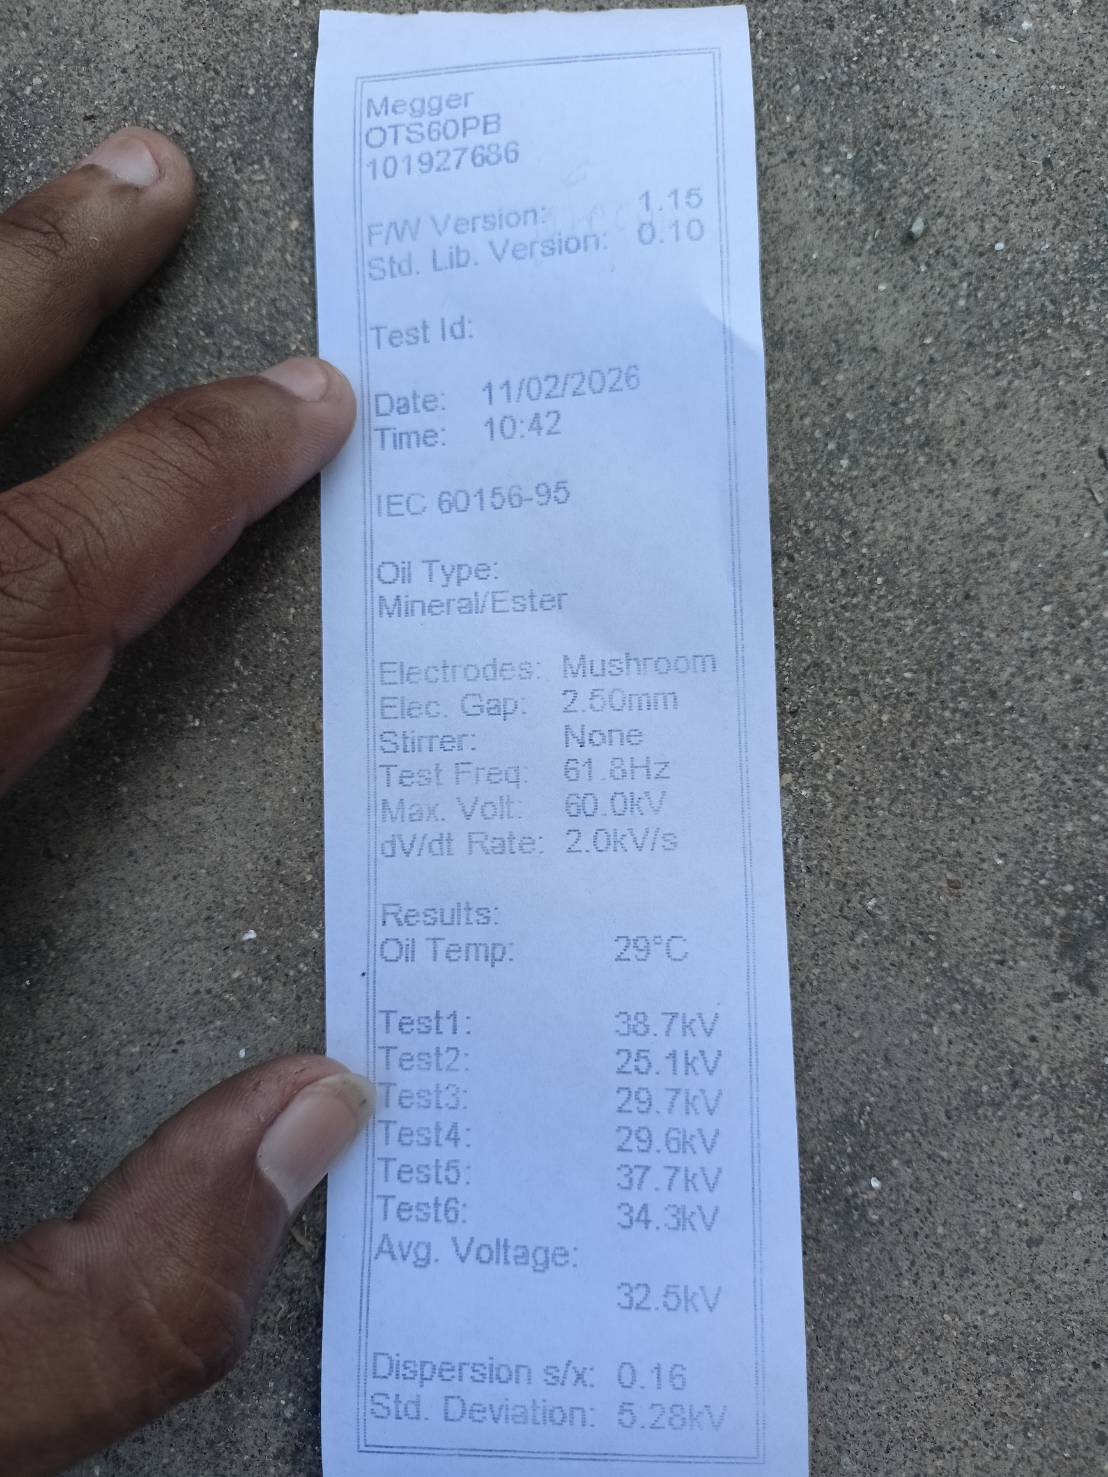 Megger
OTS60PB
101927686
F/W Version: 1.15
Std. Lib. Version: 0.10
Test Id:
Date: 11/02/2026
Time: 10:42
IEC 60156-95
Oil Type:
Mineral/Ester
Electrodes: Mushroom
Elec. Gap: 2.50mm
Stirrer: None
Test Freq: 61.8Hz
Max. Volt: 60.0kV
dV/dt Rate: 2.0kV/s
Results:
Oil Temp: 29°C
Test1: 38.7kV
Test2: 25.1kV
Test3: 29.7kV
Test4: 29.6kV
Test5: 37.7kV
Test6: 34.3kV
Avg. Voltage:
32.5kV
Dispersion s/x: 0.16
Std. Deviation: 5.28kV